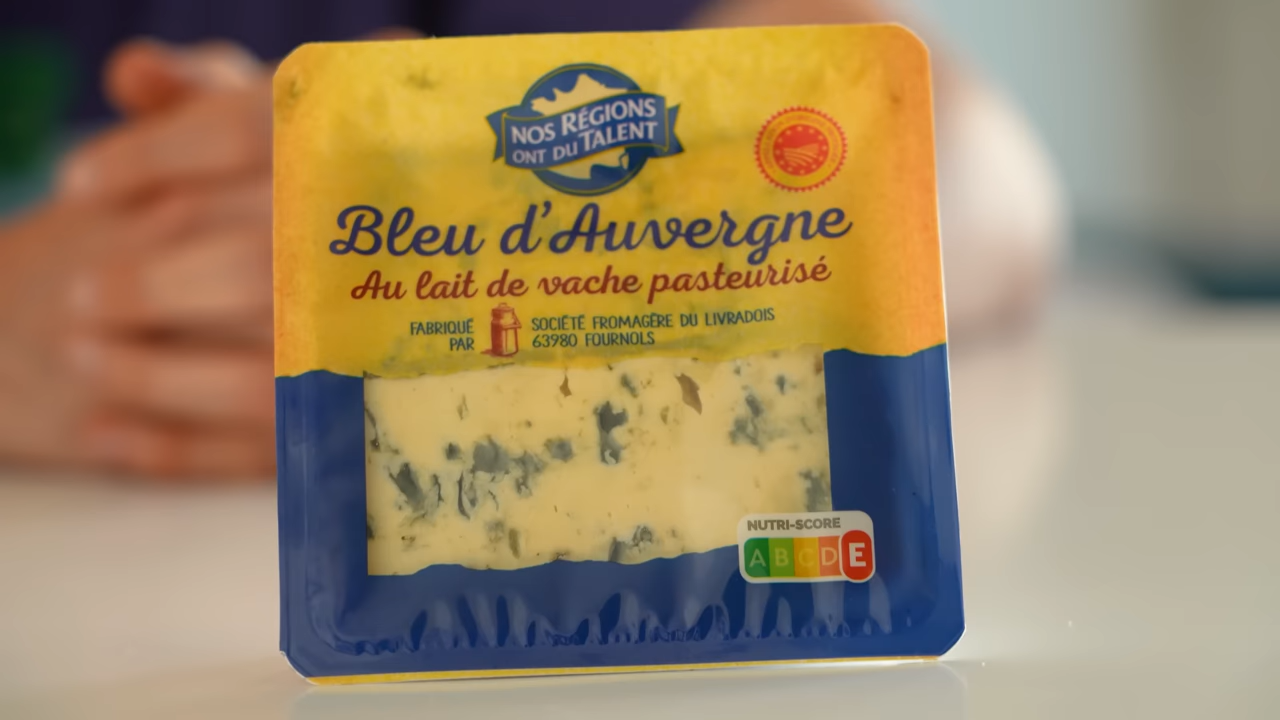 NOS RÉGIONS
ONT DU TALENT
Bleu d'Auvergne
Au lait de vache pasteurisé
FABRIQUÉ
PAR
SOCIÉTÉ FROMAGÈRE DU LIVRADOIS
63980 FOURNOLS
NUTRI-SCORE
A B C D E